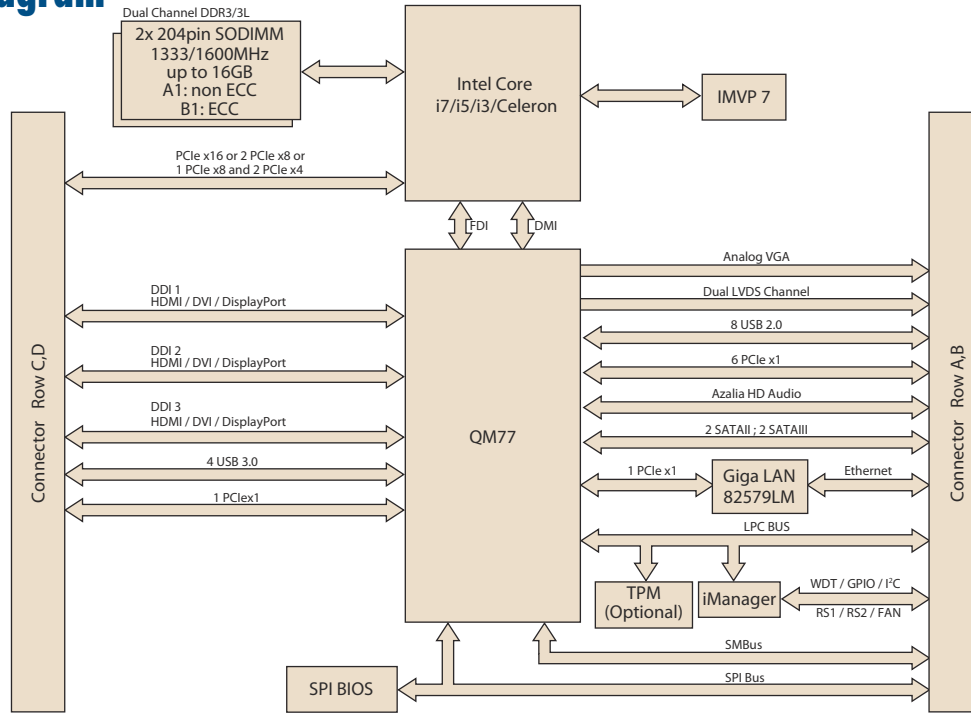 Dual Channel DDR3/3L
2x 204pin SODIMM
1333/1600MHz
up to 16GB
A1: non ECC
B1: ECC
Intel Core
i7/i5/i3/Celeron
IMVP 7
PCIe x16 or 2 PCIe x8 or
1 PCIe x8 and 2 PCIe x4
FDI
DMI
Connector Row C,D
DDI 1
HDMI / DVI / DisplayPort
DDI 2
HDMI / DVI / DisplayPort
DDI 3
HDMI / DVI / DisplayPort
4 USB 3.0
1 PCIex1
QM77
Analog VGA
Dual LVDS Channel
8 USB 2.0
6 PCIe x1
Azalia HD Audio
2 SATAII ; 2 SATAIII
1 PCIe x1
Giga LAN
82579LM
Ethernet
LPC BUS
TPM
(Optional)
iManager
WDT / GPIO / I²C
RS1 / RS2 / FAN
SMBus
SPI Bus
SPI BIOS
Connector Row A,B